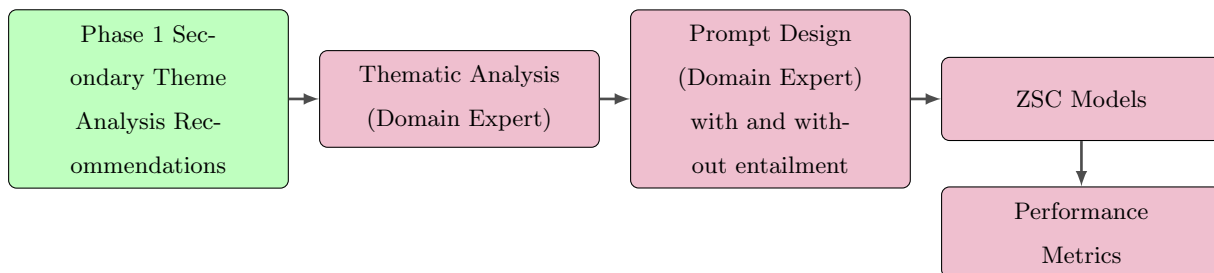 Phase 1 Sec-
ondary Theme
Analysis Rec-
ommendations
Thematic Analysis
(Domain Expert)
Prompt Design
(Domain Expert)
with and with-
out entailment
ZSC Models
Performance
Metrics